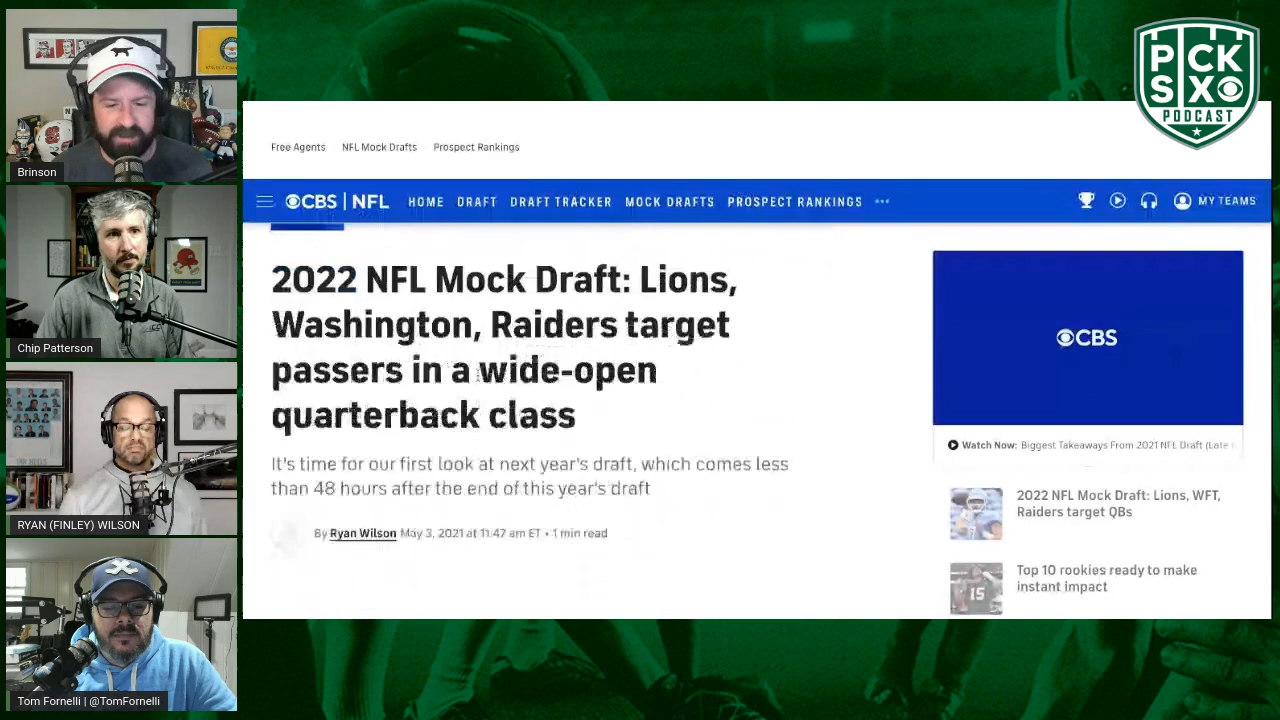 Brinson
Chip Patterson
RYAN (FINLEY) WILSON
Tom Fornelli | @TomFornelli
PICK
SIX
PODCAST
Free Agents NFL Mock Drafts Prospect Rankings
CBS | NFL HOME DRAFT DRAFT TRACKER MOCK DRAFTS PROSPECT RANKINGS ••• MY TEAMS
2022 NFL Mock Draft: Lions,
Washington, Raiders target
passers in a wide-open
quarterback class
It's time for our first look at next year's draft, which comes less
than 48 hours after the end of this year's draft
By Ryan Wilson May 3, 2021 at 11:47 am ET • 1 min read
CBS
Watch Now: Biggest Takeaways From 2021 NFL Draft (Late
2022 NFL Mock Draft: Lions, WFT,
Raiders target QBs
Top 10 rookies ready to make
instant impact
15